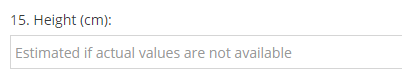 15. Height (cm):
Estimated if actual values are not available